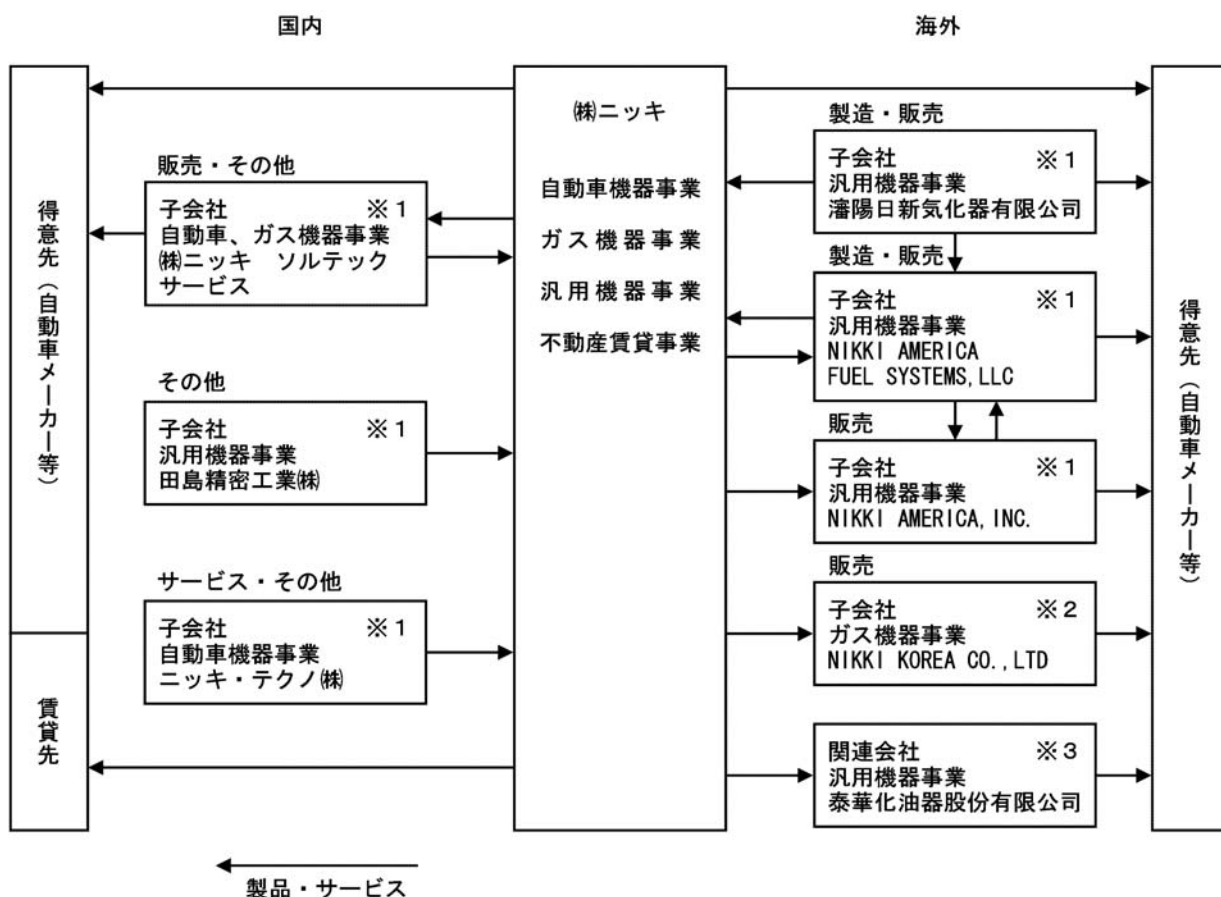 国内
海外
得意先（自動車メーカー等）
賃貸先
販売・その他
子会社 ※1
自動車、ガス機器事業
㈱ニッキ ソルテック
サービス
その他
子会社 ※1
汎用機器事業
田島精密工業㈱
サービス・その他
子会社 ※1
自動車機器事業
ニッキ・テクノ㈱
㈱ニッキ
自動車機器事業
ガス機器事業
汎用機器事業
不動産賃貸事業
製造・販売
子会社 ※1
汎用機器事業
瀋陽日新気化器有限公司
製造・販売
子会社 ※1
汎用機器事業
NIKKI AMERICA
FUEL SYSTEMS,LLC
販売
子会社 ※1
汎用機器事業
NIKKI AMERICA,INC.
販売
子会社 ※2
ガス機器事業
NIKKI KOREA CO.,LTD
関連会社 ※3
汎用機器事業
泰華化油器股份有限公司
得意先（自動車メーカー等）
製品・サービス